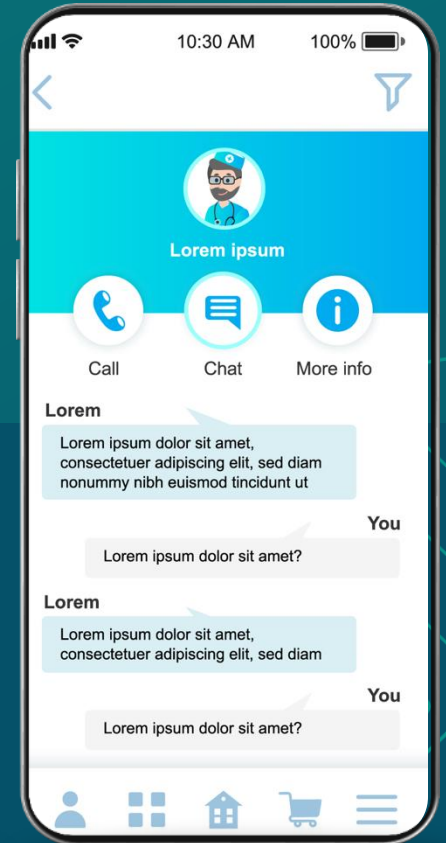 10:30 AM 100%
Lorem ipsum
Call Chat More info
Lorem
Lorem ipsum dolor sit amet,
consectetuer adipiscing elit, sed diam
nonummy nibh euismod tincidunt ut
You
Lorem ipsum dolor sit amet?
Lorem
Lorem ipsum dolor sit amet,
consectetuer adipiscing elit, sed diam
You
Lorem ipsum dolor sit amet?